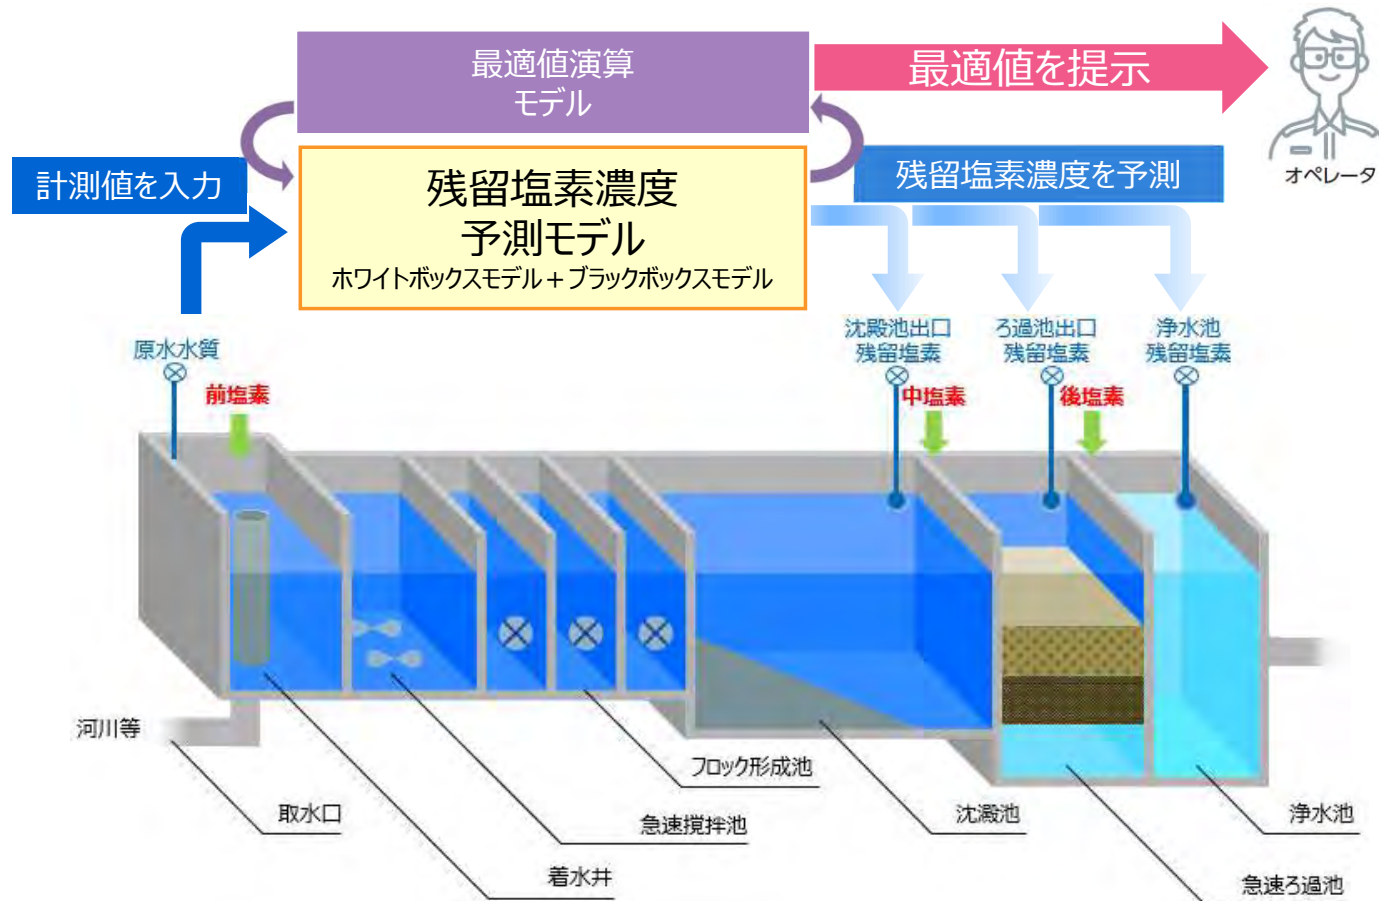 最適値演算
モデル
最適値を提示
オペレータ
計測値を入力
残留塩素濃度
予測モデル
ホワイトボックスモデル+ブラックボックスモデル
残留塩素濃度を予測
原水水質
前塩素
沈殿池出口
残留塩素
ろ過池出口
残留塩素
浄水池
残留塩素
中塩素
後塩素
河川等
取水口
着水井
急速攪拌池
フロック形成池
沈澱池
浄水池
急速ろ過池